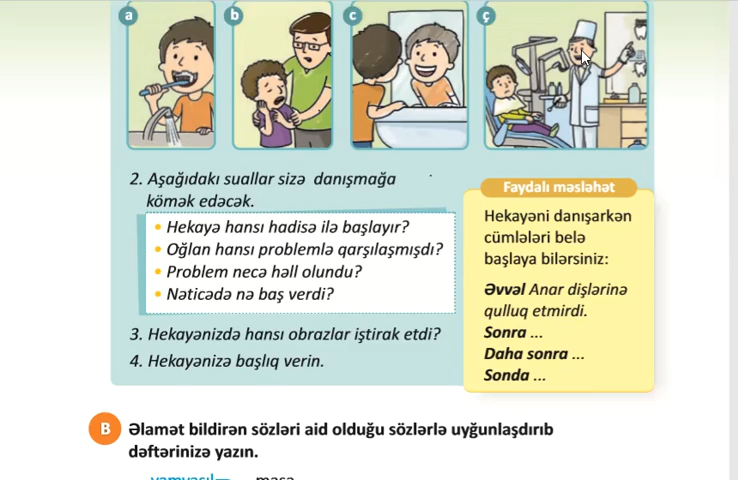 a
b
c
ç
2. Aşağıdakı suallar sizə danışmağa
kömək edəcək.
• Hekayə hansı hadisə ilə başlayır?
• Oğlan hansı problemlə qarşılaşmışdı?
• Problem necə həll olundu?
• Nəticədə nə baş verdi?
3. Hekayənizdə hansı obrazlar iştirak etdi?
4. Hekayənizə başlıq verin.
Faydalı məsləhət
Hekayəni danışarkən
cümlələri belə
başlaya bilərsiniz:
Əvvəl Anar dişlərinə
qulluq etmirdi.
Sonra ...
Daha sonra ...
Sonda ...
B Əlamət bildirən sözləri aid olduğu sözlərlə uyğunlaşdırıb
dəftərinizə yazın.
yamyaşıl masa